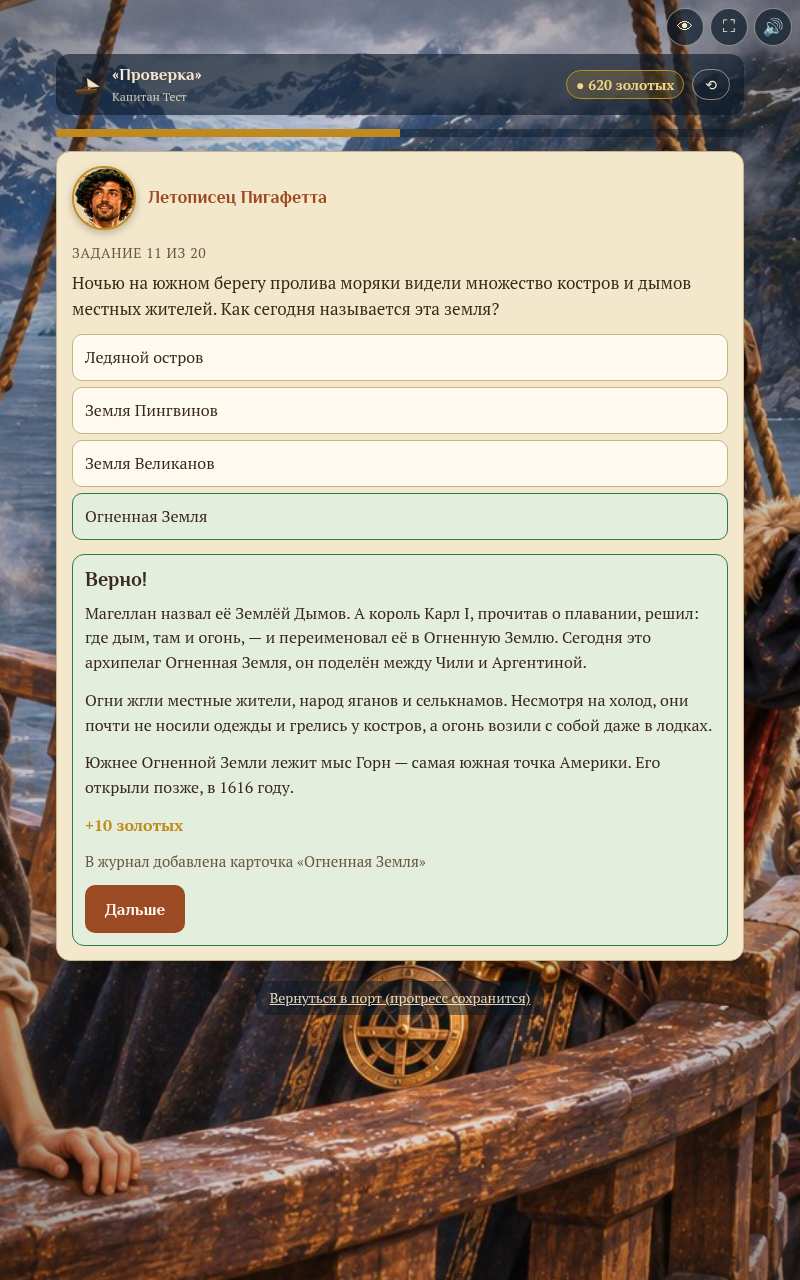 «Проверка»
Капитан Тест
● 620 золотых
Летописец Пигафетта
ЗАДАНИЕ 11 ИЗ 20
Ночью на южном берегу пролива моряки видели множество костров и дымов
местных жителей. Как сегодня называется эта земля?
Ледяной остров
Земля Пингвинов
Земля Великанов
Огненная Земля
Верно!
Магеллан назвал её Землёй Дымов. А король Карл I, прочитав о плавании, решил:
где дым, там и огонь, — и переименовал её в Огненную Землю. Сегодня это
архипелаг Огненная Земля, он поделён между Чили и Аргентиной.
Огни жгли местные жители, народ яганов и селькнамов. Несмотря на холод, они
почти не носили одежды и грелись у костров, а огонь возили с собой даже в лодках.
Южнее Огненной Земли лежит мыс Горн — самая южная точка Америки. Его
открыли позже, в 1616 году.
+10 золотых
В журнал добавлена карточка «Огненная Земля»
Дальше
Вернуться в порт (прогресс сохранится)